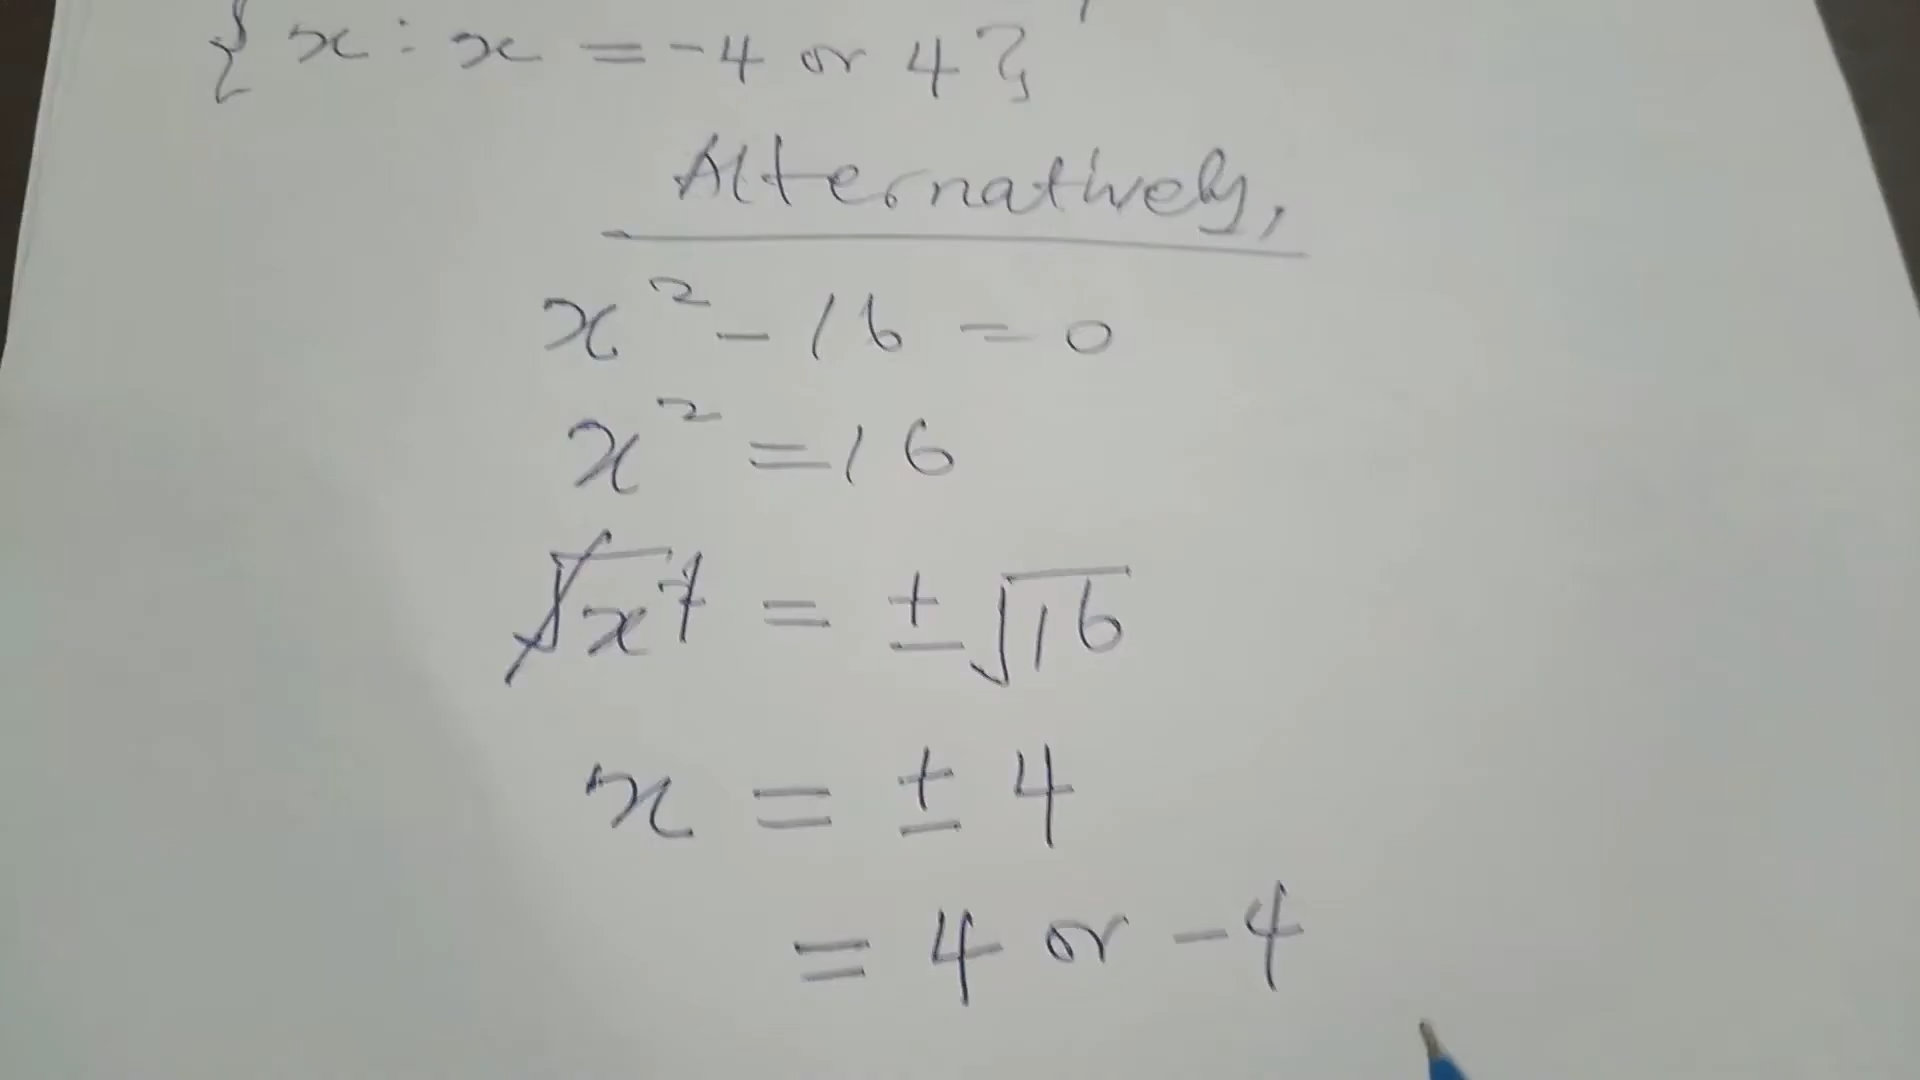 {x : x = -4 or 4}
Alternatively,
x² - 16 = 0
x² = 16
√x² = ±√16
x = ± 4
= 4 or -4